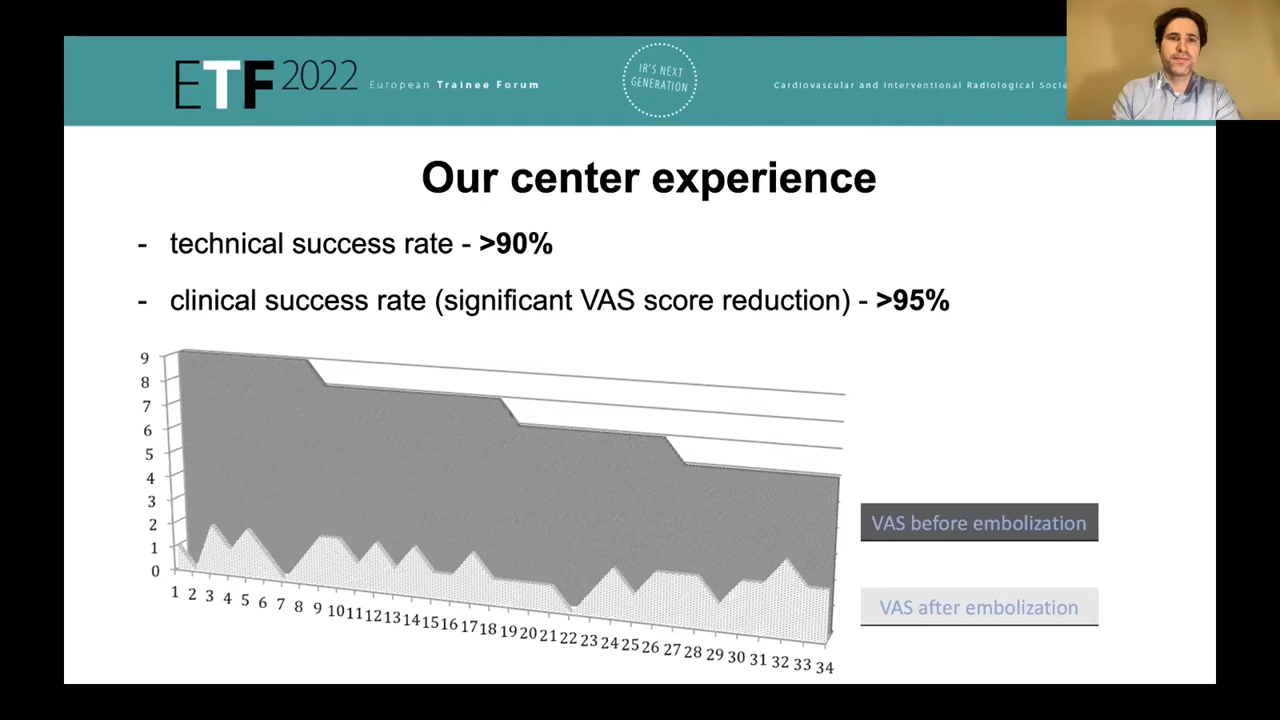 ETF 2022 European Trainee Forum
IR'S NEXT
GENERATION
Cardiovascular and Interventional Radiological
Our center experience
- technical success rate - >90%
- clinical success rate (significant VAS score reduction) - >95%
9
8
7
6
5
4
3
2
1
0
1 2 3 4 5 6 7 8 9 10 11 12 13 14 15 16 17 18 19 20 21 22 23 24 25 26 27 28 29 30 31 32 33 34
VAS before embolization
VAS after embolization